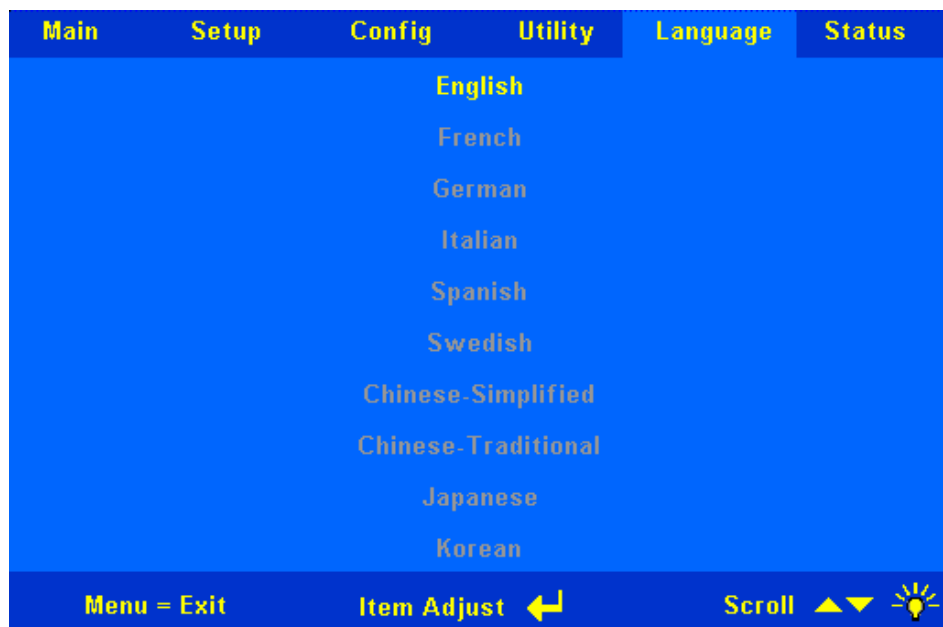 Main Setup Config Utility Language Status
English
French
German
Italian
Spanish
Swedish
Chinese-Simplified
Chinese-Traditional
Japanese
Korean
Menu = Exit Item Adjust Scroll